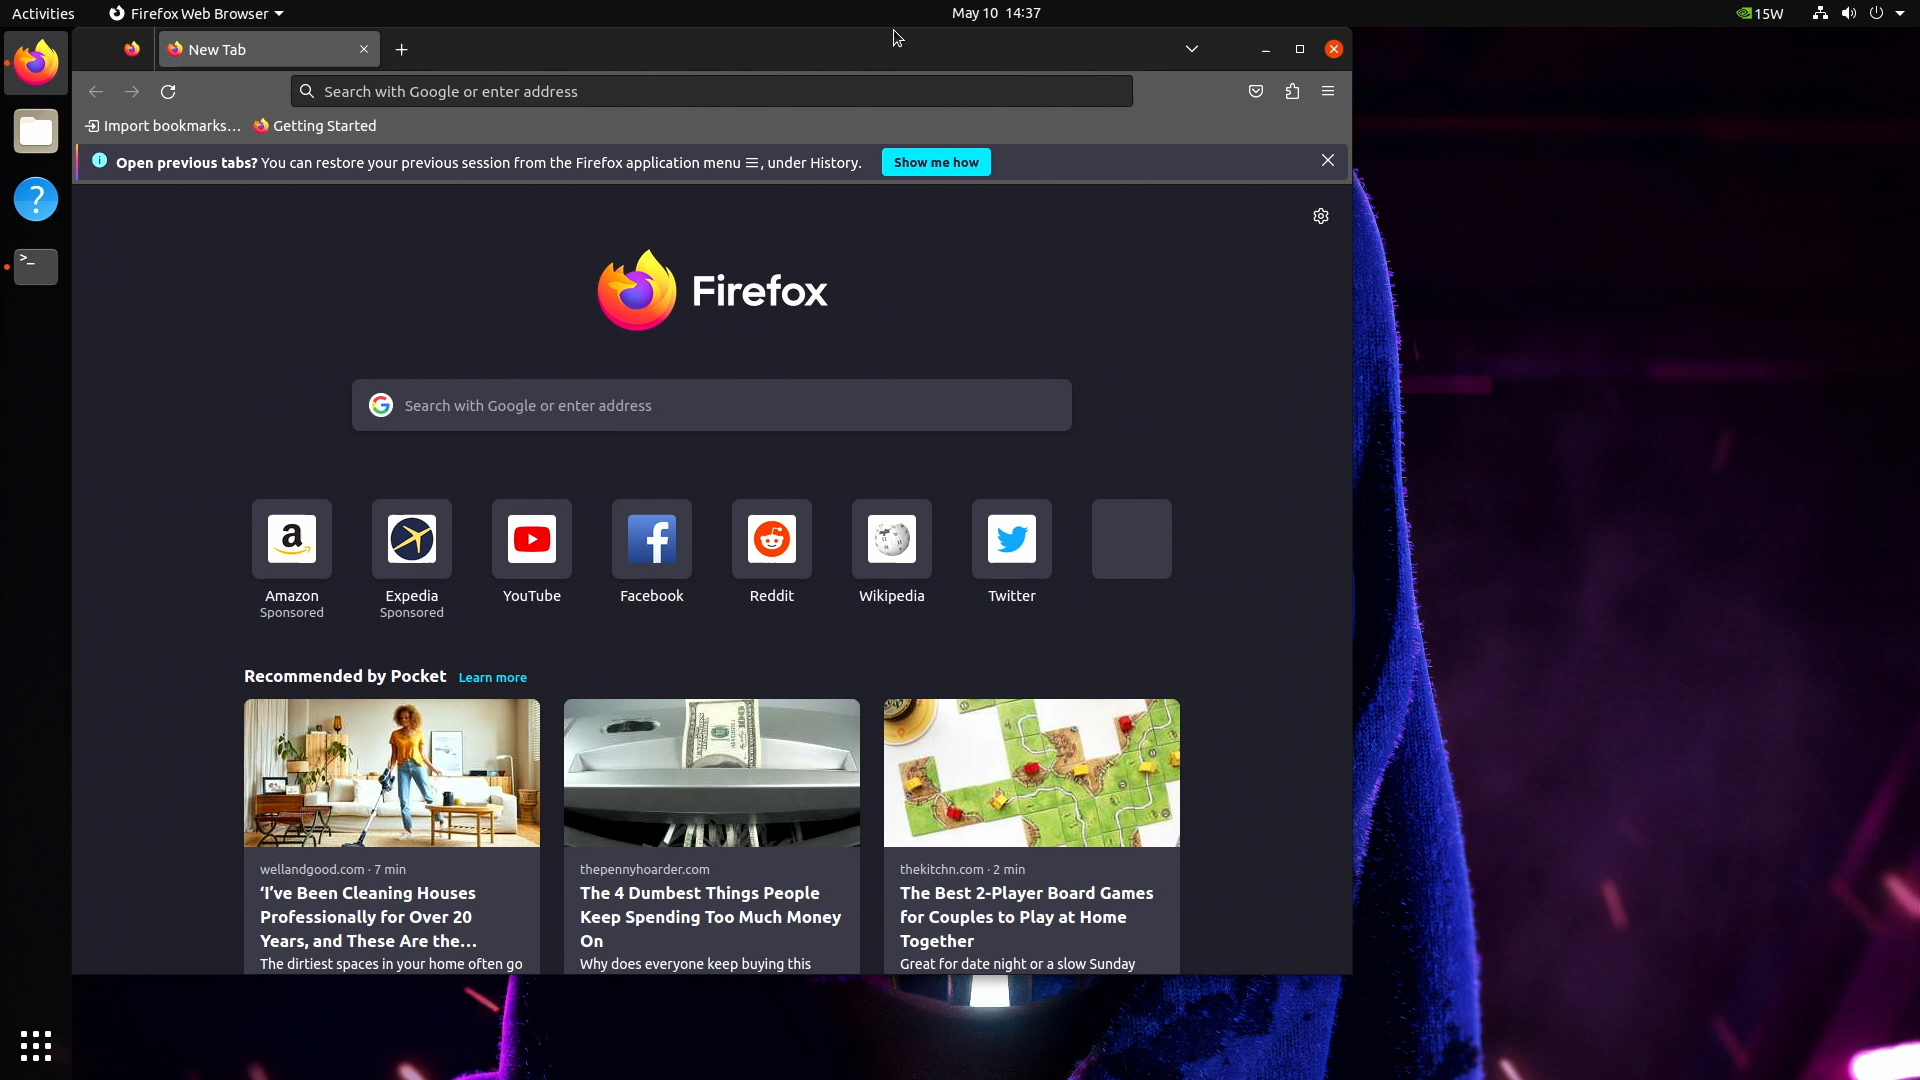 Activities
Firefox Web Browser
May 10 14:37
15W
New Tab
Search with Google or enter address
Import bookmarks...
Getting Started
Open previous tabs? You can restore your previous session from the Firefox application menu ☰, under History.
Show me how
Firefox
Search with Google or enter address
Amazon
Sponsored
Expedia
Sponsored
YouTube
Facebook
Reddit
Wikipedia
Twitter
Recommended by Pocket
Learn more
wellandgood.com · 7 min
‘I’ve Been Cleaning Houses
Professionally for Over 20
Years, and These Are the...
The dirtiest spaces in your home often go
thepennyhoarder.com
The 4 Dumbest Things People
Keep Spending Too Much Money
On
Why does everyone keep buying this
thekitchn.com · 2 min
The Best 2-Player Board Games
for Couples to Play at Home
Together
Great for date night or a slow Sunday